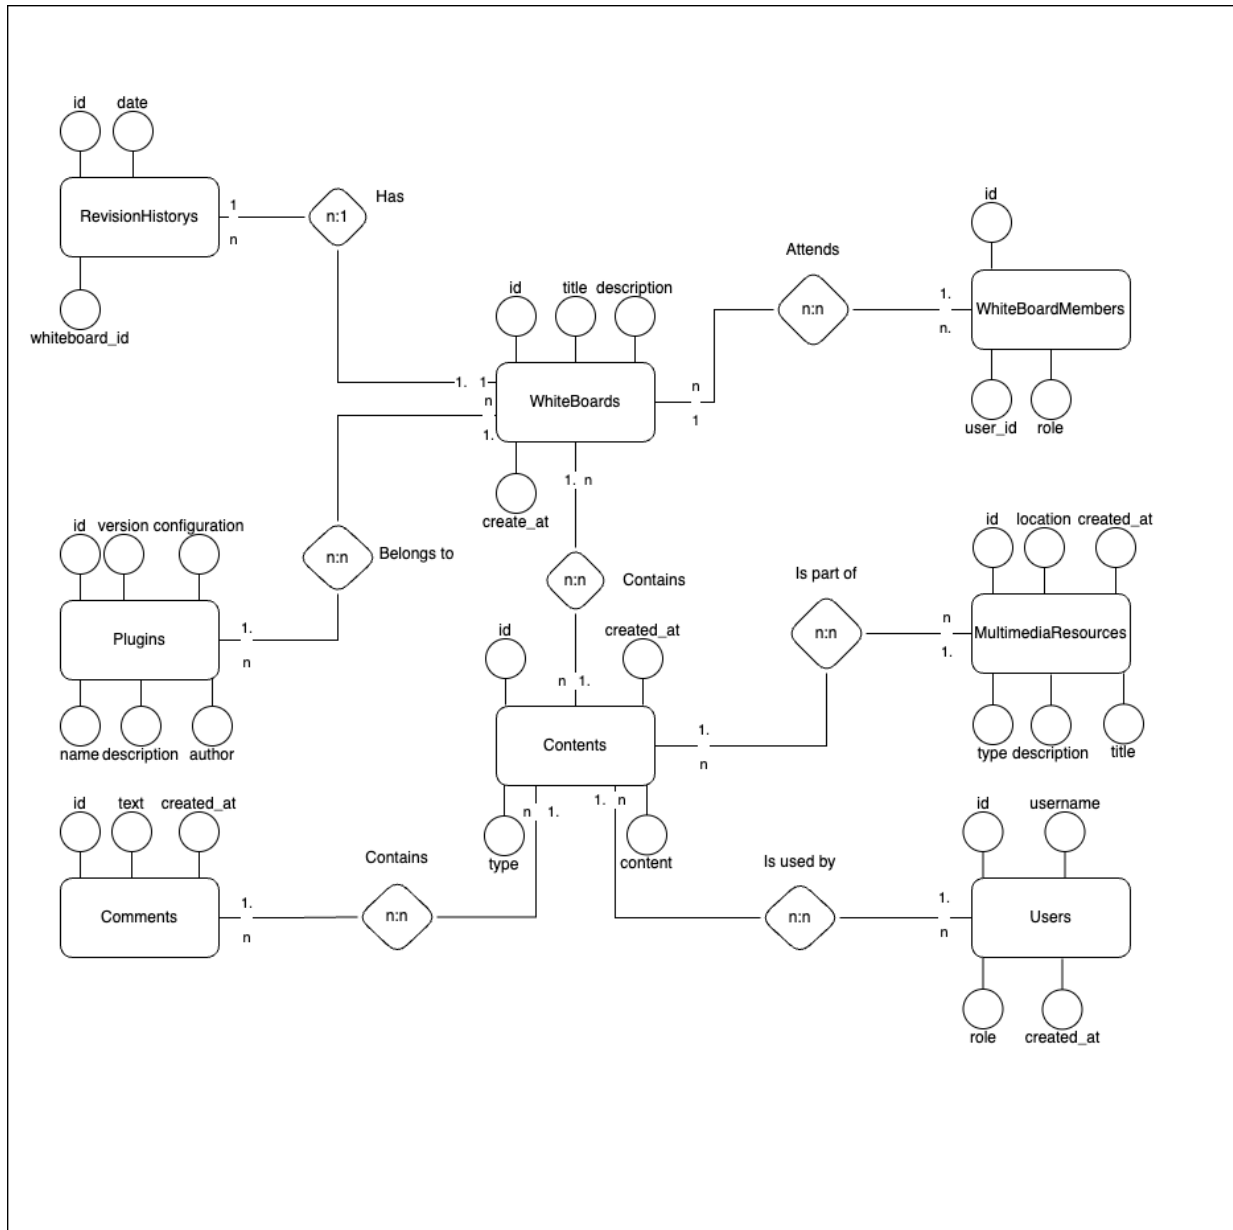 id date
RevisionHistorys
1
n
n:1
Has
whiteboard_id
id
WhiteBoardMembers
1.
n.
user_id role
Attends
n:n
id title description
WhiteBoards
1. 1
n
1.
n
1
create_at
1. n
id version configuration
Plugins
1.
n
name description author
n:n
Belongs to
n:n
Contains
Is part of
n:n
id location created_at
MultimediaResources
n
1.
type description title
id created_at
n 1.
Contents
1.
n
n 1.
1. n
type content
id text created_at
Comments
1.
n
Contains
n:n
Is used by
n:n
id username
Users
1.
n
role created_at